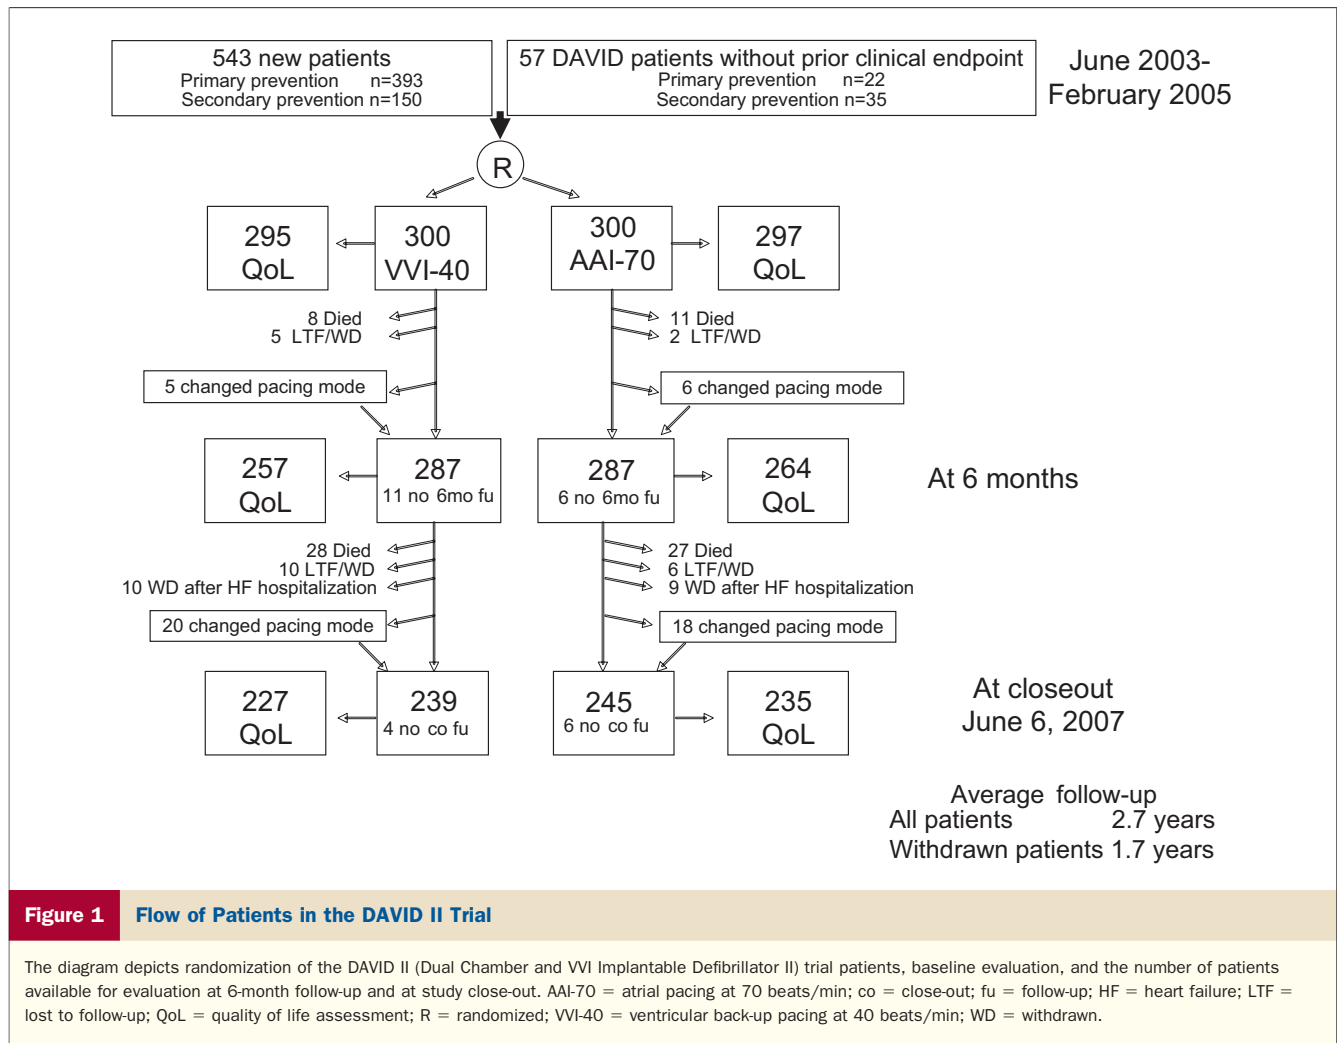 543 new patients
Primary prevention n=393
Secondary prevention n=150
57 DAVID patients without prior clinical endpoint
Primary prevention n=22
Secondary prevention n=35
June 2003-
February 2005
R
295
QoL
300
VVI-40
300
AAI-70
297
QoL
8 Died
5 LTF/WD
11 Died
2 LTF/WD
5 changed pacing mode
6 changed pacing mode
257
QoL
287
11 no 6mo fu
287
6 no 6mo fu
264
QoL
At 6 months
28 Died
10 LTF/WD
10 WD after HF hospitalization
27 Died
6 LTF/WD
9 WD after HF hospitalization
20 changed pacing mode
18 changed pacing mode
227
QoL
239
4 no co fu
245
6 no co fu
235
QoL
At closeout
June 6, 2007
Average follow-up
All patients 2.7 years
Withdrawn patients 1.7 years
Figure 1 Flow of Patients in the DAVID II Trial
The diagram depicts randomization of the DAVID II (Dual Chamber and VVI Implantable Defibrillator II) trial patients, baseline evaluation, and the number of patients
available for evaluation at 6-month follow-up and at study close-out. AAI-70 = atrial pacing at 70 beats/min; co = close-out; fu = follow-up; HF = heart failure; LTF =
lost to follow-up; QoL = quality of life assessment; R = randomized; VVI-40 = ventricular back-up pacing at 40 beats/min; WD = withdrawn.